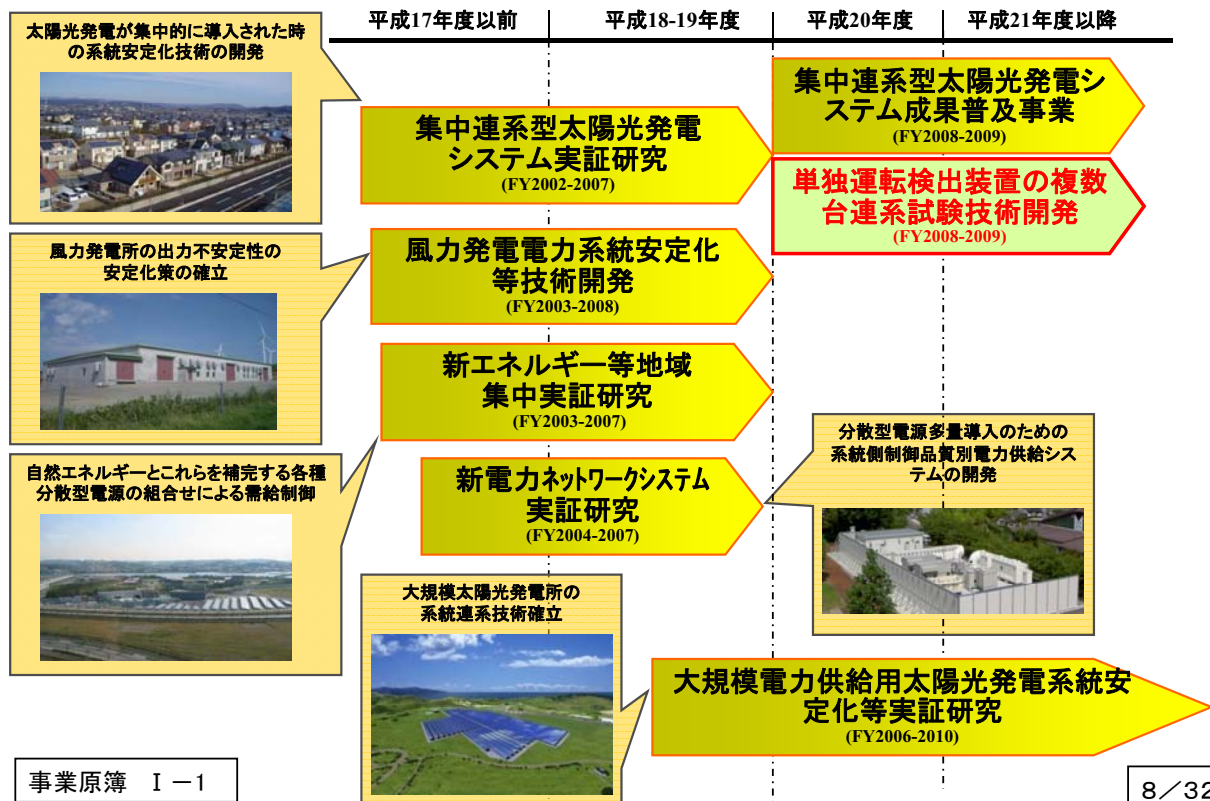 平成17年度以前
平成18-19年度
平成20年度
平成21年度以降
太陽光発電が集中的に導入された時
の系統安定化技術の開発
集中連系型太陽光発電
システム実証研究
(FY2002-2007)
集中連系型太陽光発電シ
ステム成果普及事業
(FY2008-2009)
単独運転検出装置の複数
台連系試験技術開発
(FY2008-2009)
風力発電所の出力不安定性の
安定化策の確立
風力発電電力系統安定化
等技術開発
(FY2003-2008)
新エネルギー等地域
集中実証研究
(FY2003-2007)
自然エネルギーとこれらを補完する各種
分散型電源の組合せによる需給制御
新電力ネットワークシステム
実証研究
(FY2004-2007)
分散型電源多量導入のための
系統側制御品質別電力供給シス
テムの開発
大規模太陽光発電所の
系統連系技術確立
大規模電力供給用太陽光発電系統安
定化等実証研究
(FY2006-2010)
事業原簿 Ⅰ－1
8／32